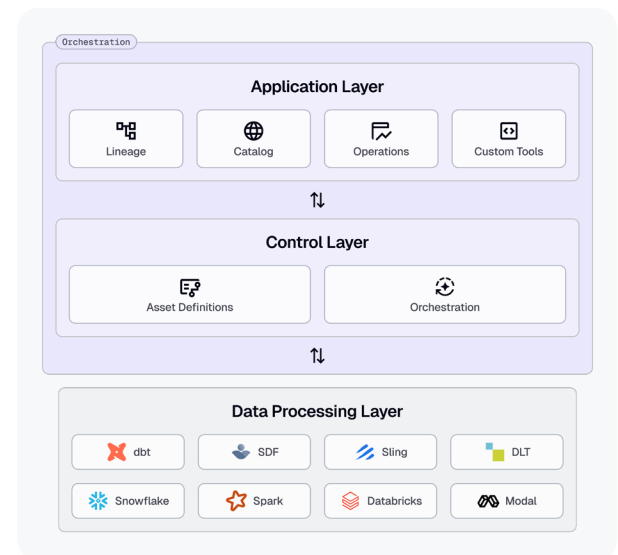 Orchestration
Application Layer
Lineage
Catalog
Operations
Custom Tools
Control Layer
Asset Definitions
Orchestration
Data Processing Layer
dbt
SDF
Sling
DLT
Snowflake
Spark
Databricks
Modal